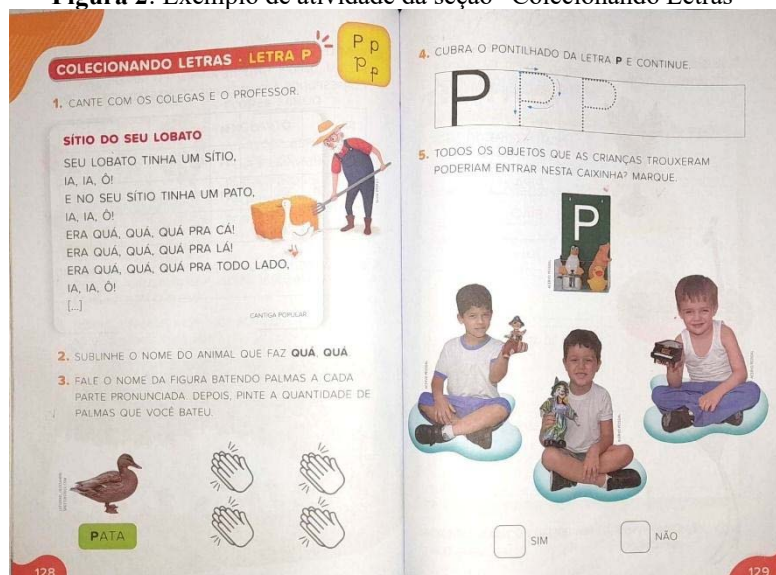 Figura 2: Exemplo de atividade da seção "Colecionando Letras"
COLECIONANDO LETRAS · LETRA P
P p
P p
1. CANTE COM OS COLEGAS E O PROFESSOR.
SÍTIO DO SEU LOBATO
SEU LOBATO TINHA UM SÍTIO,
IA, IA, Ô!
E NO SEU SÍTIO TINHA UM PATO,
IA, IA, Ô!
ERA QUÁ, QUÁ, QUÁ PRA CÁ!
ERA QUÁ, QUÁ, QUÁ PRA LÁ!
ERA QUÁ, QUÁ, QUÁ PRA TODO LADO,
IA, IA, Ô!
[...]
CANTIGA POPULAR
2. SUBLINHE O NOME DO ANIMAL QUE FAZ QUÁ, QUÁ.
3. FALE O NOME DA FIGURA BATENDO PALMAS A CADA
PARTE PRONUNCIADA. DEPOIS, PINTE A QUANTIDADE DE
PALMAS QUE VOCÊ BATEU.
PATA
128
4. CUBRA O PONTILHADO DA LETRA P E CONTINUE.
P P P
5. TODOS OS OBJETOS QUE AS CRIANÇAS TROUXERAM
PODERIAM ENTRAR NESTA CAIXINHA? MARQUE.
P
SIM
NÃO
129